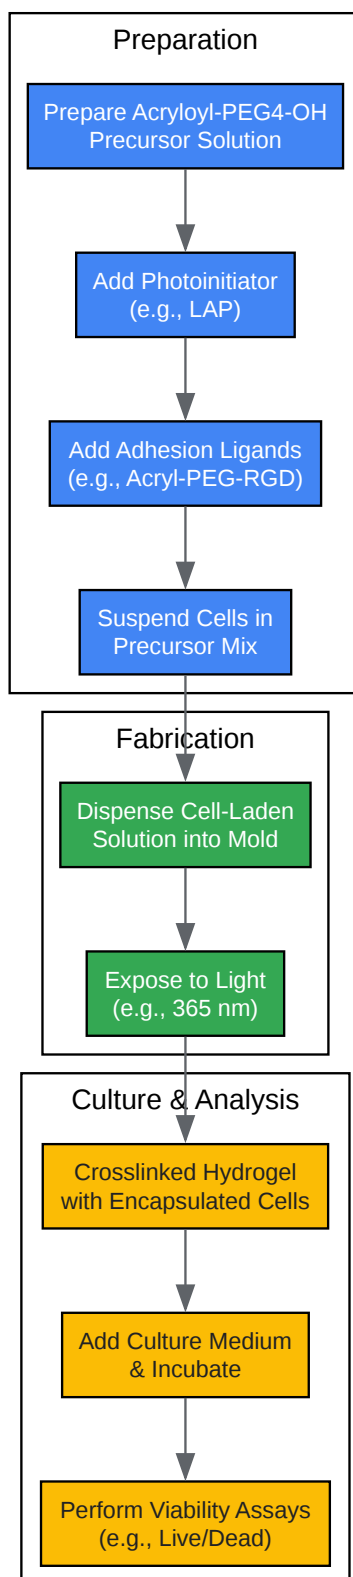 Preparation
Prepare Acryloyl-PEG4-OH
Precursor Solution
Add Photoinitiator
(e.g., LAP)
Add Adhesion Ligands
(e.g., Acryl-PEG-RGD)
Suspend Cells in
Precursor Mix
Fabrication
Dispense Cell-Laden
Solution into Mold
Expose to Light
(e.g., 365 nm)
Culture & Analysis
Crosslinked Hydrogel
with Encapsulated Cells
Add Culture Medium
& Incubate
Perform Viability Assays
(e.g., Live/Dead)